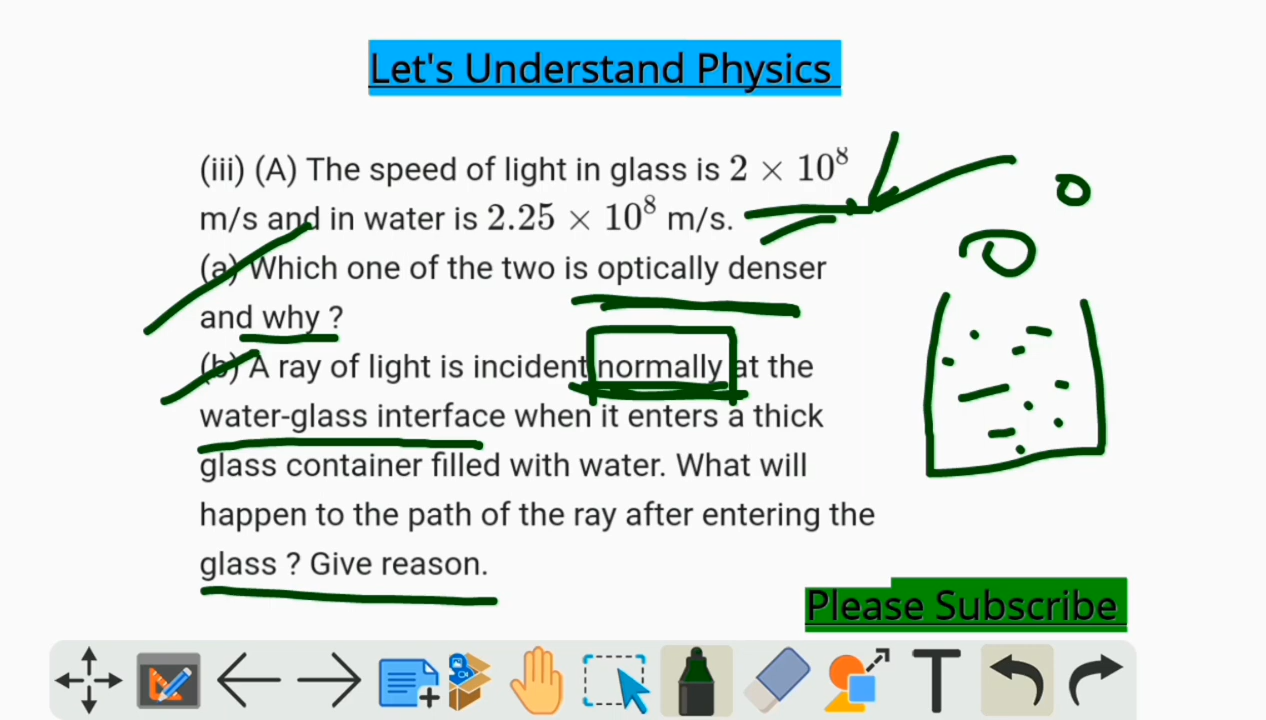 Let's Understand Physics
(iii) (A) The speed of light in glass is 2 × 10⁸
m/s and in water is 2.25 × 10⁸ m/s.
(a) Which one of the two is optically denser
and why ?
(b) A ray of light is incident normally at the
water-glass interface when it enters a thick
glass container filled with water. What will
happen to the path of the ray after entering the
glass ? Give reason.
Please Subscribe
T